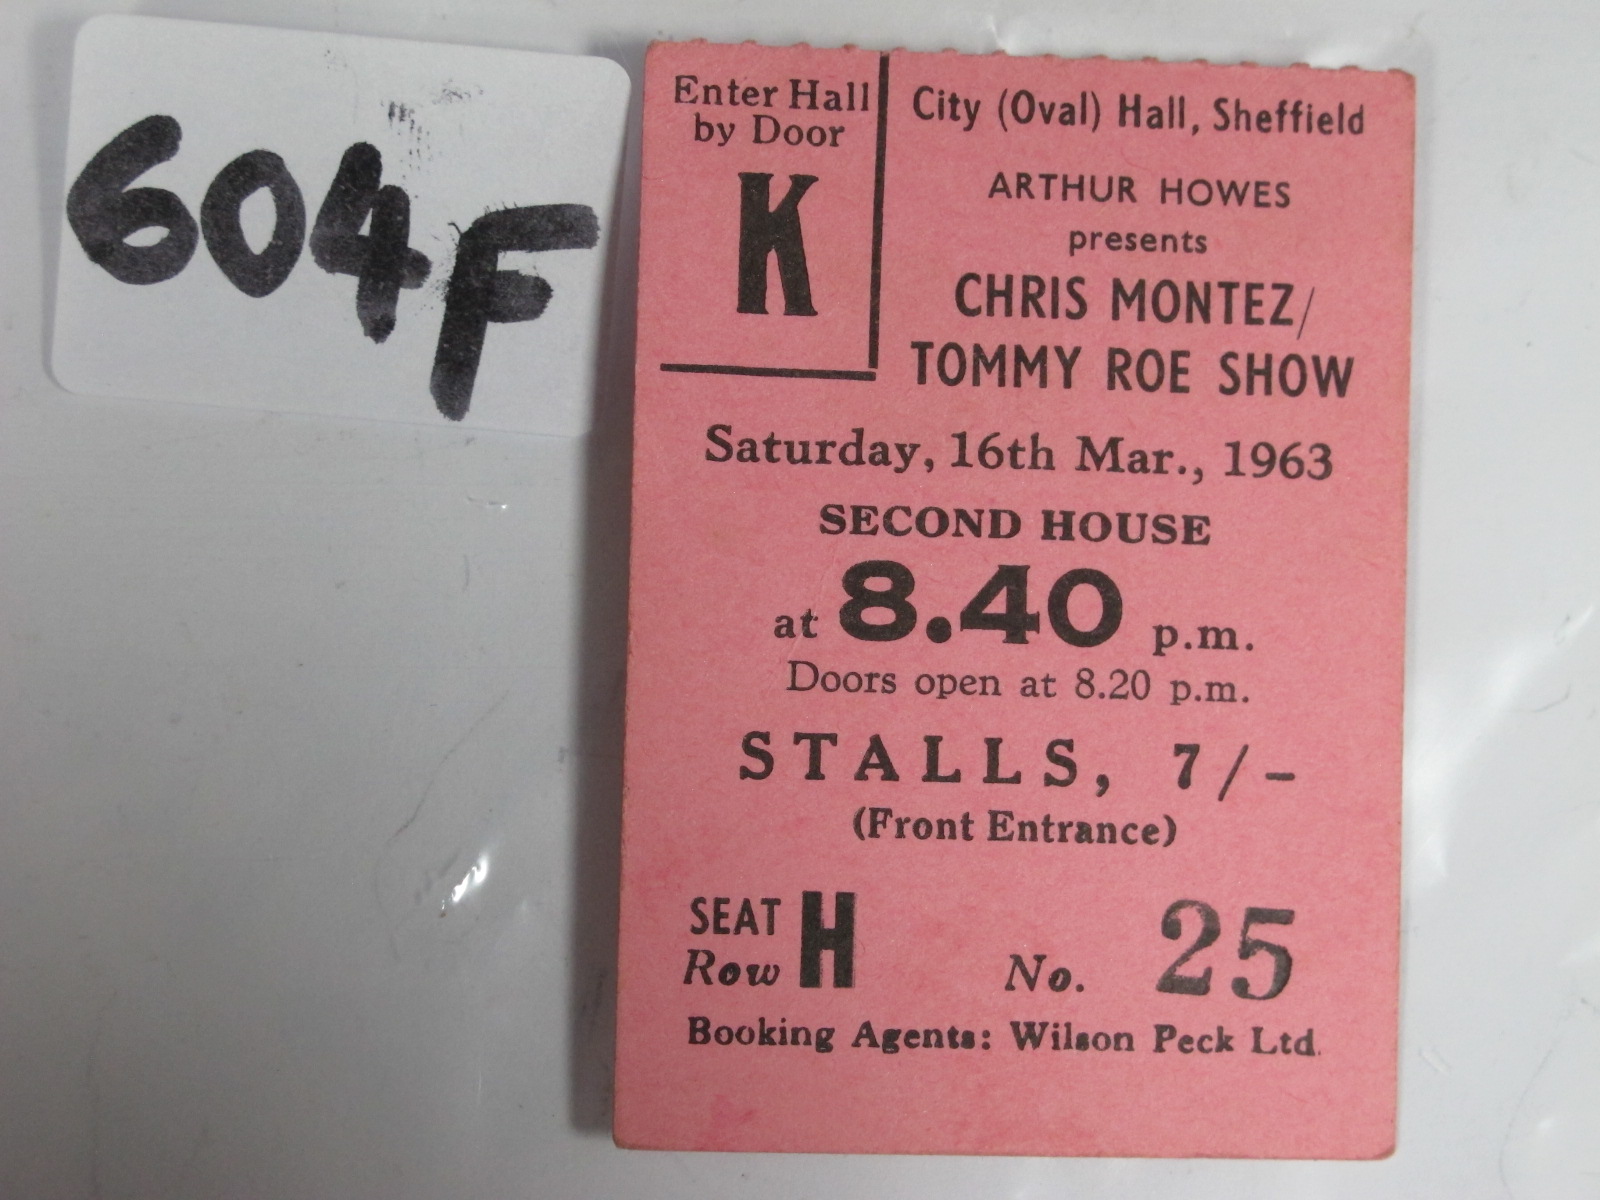 604F
Enter Hall
by Door
K
City (Oval) Hall, Sheffield
ARTHUR HOWES
presents
CHRIS MONTEZ/
TOMMY ROE SHOW
Saturday, 16th Mar., 1963
SECOND HOUSE
at 8.40 p.m.
Doors open at 8.20 p.m.
STALLS, 7/-
(Front Entrance)
SEAT
Row H No. 25
Booking Agents: Wilson Peck Ltd.